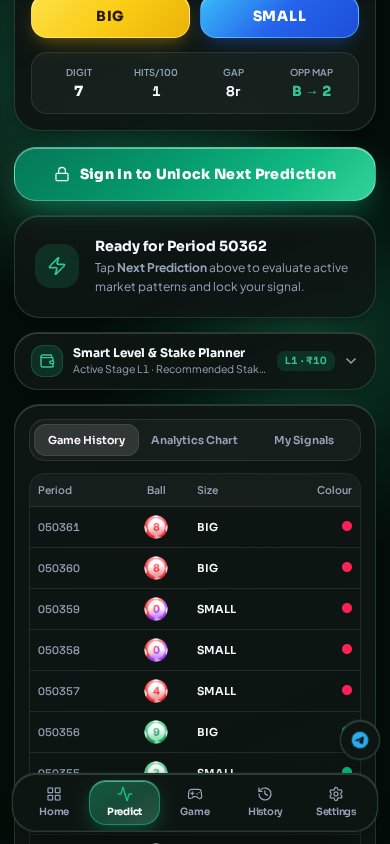 BIG SMALL
DIGIT HITS/100 GAP OPP MAP
7 1 8r B → 2
Sign In to Unlock Next Prediction
Ready for Period 50362
Tap Next Prediction above to evaluate active
market patterns and lock your signal.
Smart Level & Stake Planner
Active Stage L1 · Recommended Stak...
L1 · ₹10
Game History Analytics Chart My Signals
Period Ball Size Colour
050361 8 BIG
050360 8 BIG
050359 0 SMALL
050358 0 SMALL
050357 4 SMALL
050356 9 BIG
Home Predict Game History Settings